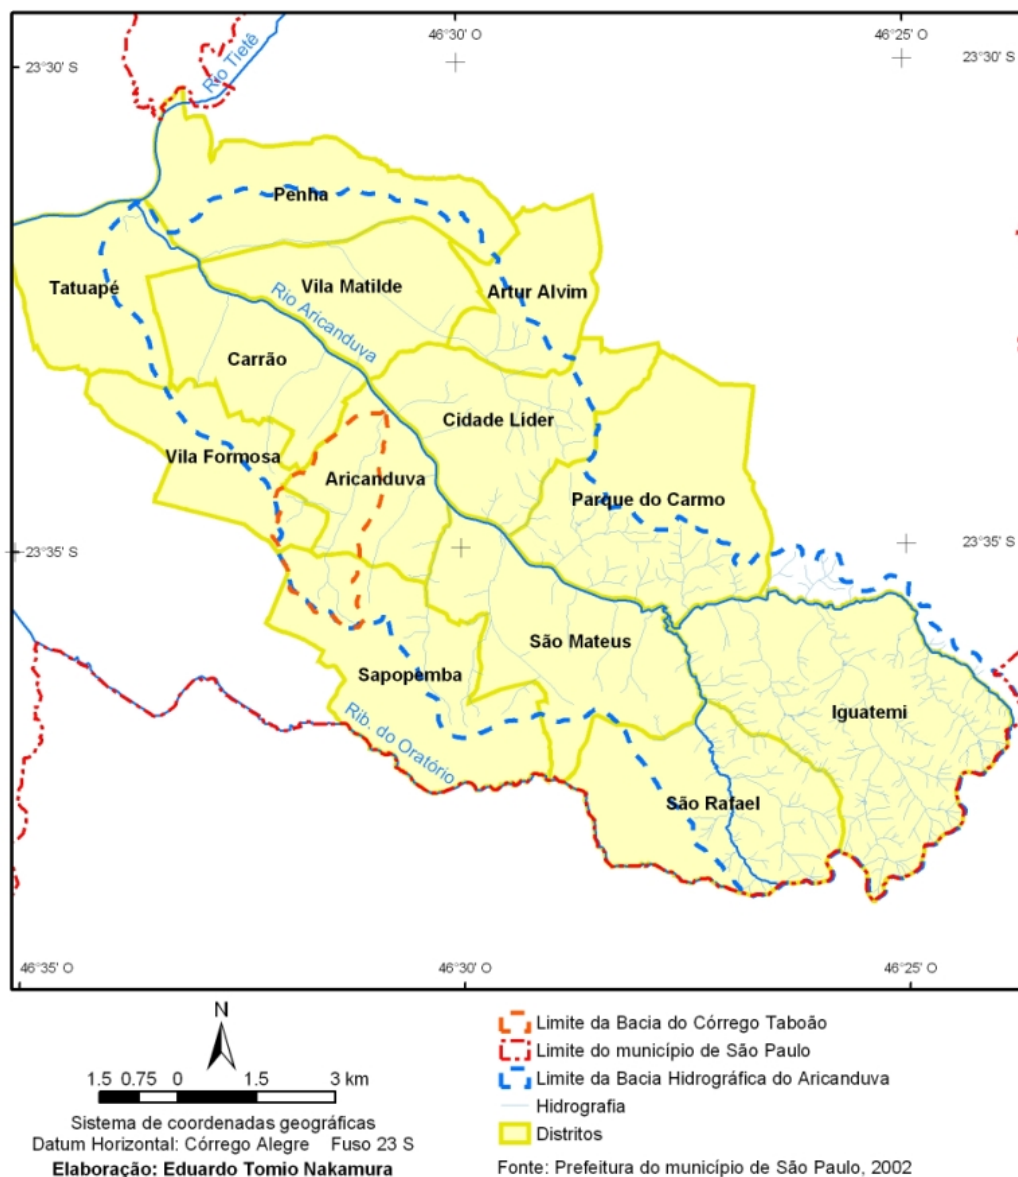 46°30' O
46°25' O
23°30' S
23°30' S
Rio Tietê
Penha
Tatuapé
Vila Matilde
Artur Alvim
Rio Aricanduva
Carrão
Cidade Líder
Vila Formosa
Aricanduva
Parque do Carmo
23°35' S
23°35' S
São Mateus
Sapopemba
Iguatemi
Rib. do Oratório
São Rafael
46°35' O
46°30' O
46°25' O
N
1.5 0.75 0 1.5 3 km
Sistema de coordenadas geográficas
Datum Horizontal: Córrego Alegre Fuso 23 S
Elaboração: Eduardo Tomio Nakamura
Limite da Bacia do Córrego Taboão
Limite do município de São Paulo
Limite da Bacia Hidrográfica do Aricanduva
Hidrografia
Distritos
Fonte: Prefeitura do município de São Paulo, 2002